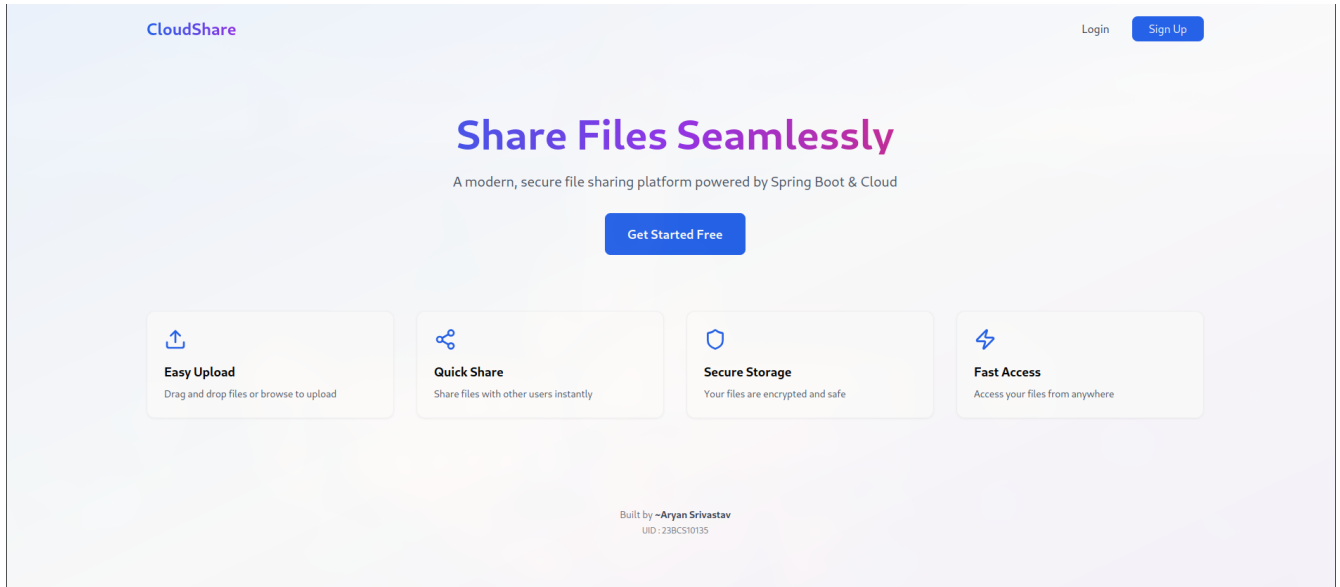 CloudShare
Login
Sign Up
Share Files Seamlessly
A modern, secure file sharing platform powered by Spring Boot & Cloud
Get Started Free
Easy Upload
Drag and drop files or browse to upload
Quick Share
Share files with other users instantly
Secure Storage
Your files are encrypted and safe
Fast Access
Access your files from anywhere
Built by ~Aryan Srivastav
UID : 23BCS10135